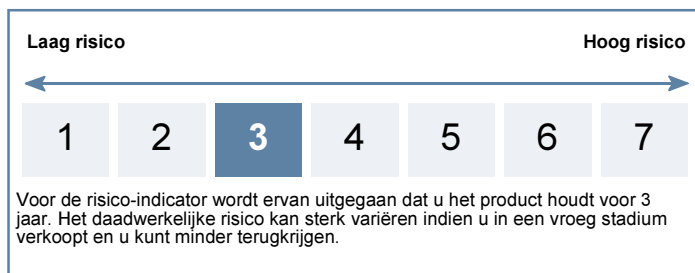 Laag risico Hoog risico
1 2 3 4 5 6 7
Voor de risico-indicator wordt ervan uitgegaan dat u het product houdt voor 3
jaar. Het daadwerkelijke risico kan sterk variëren indien u in een vroeg stadium
verkoopt en u kunt minder terugkrijgen.